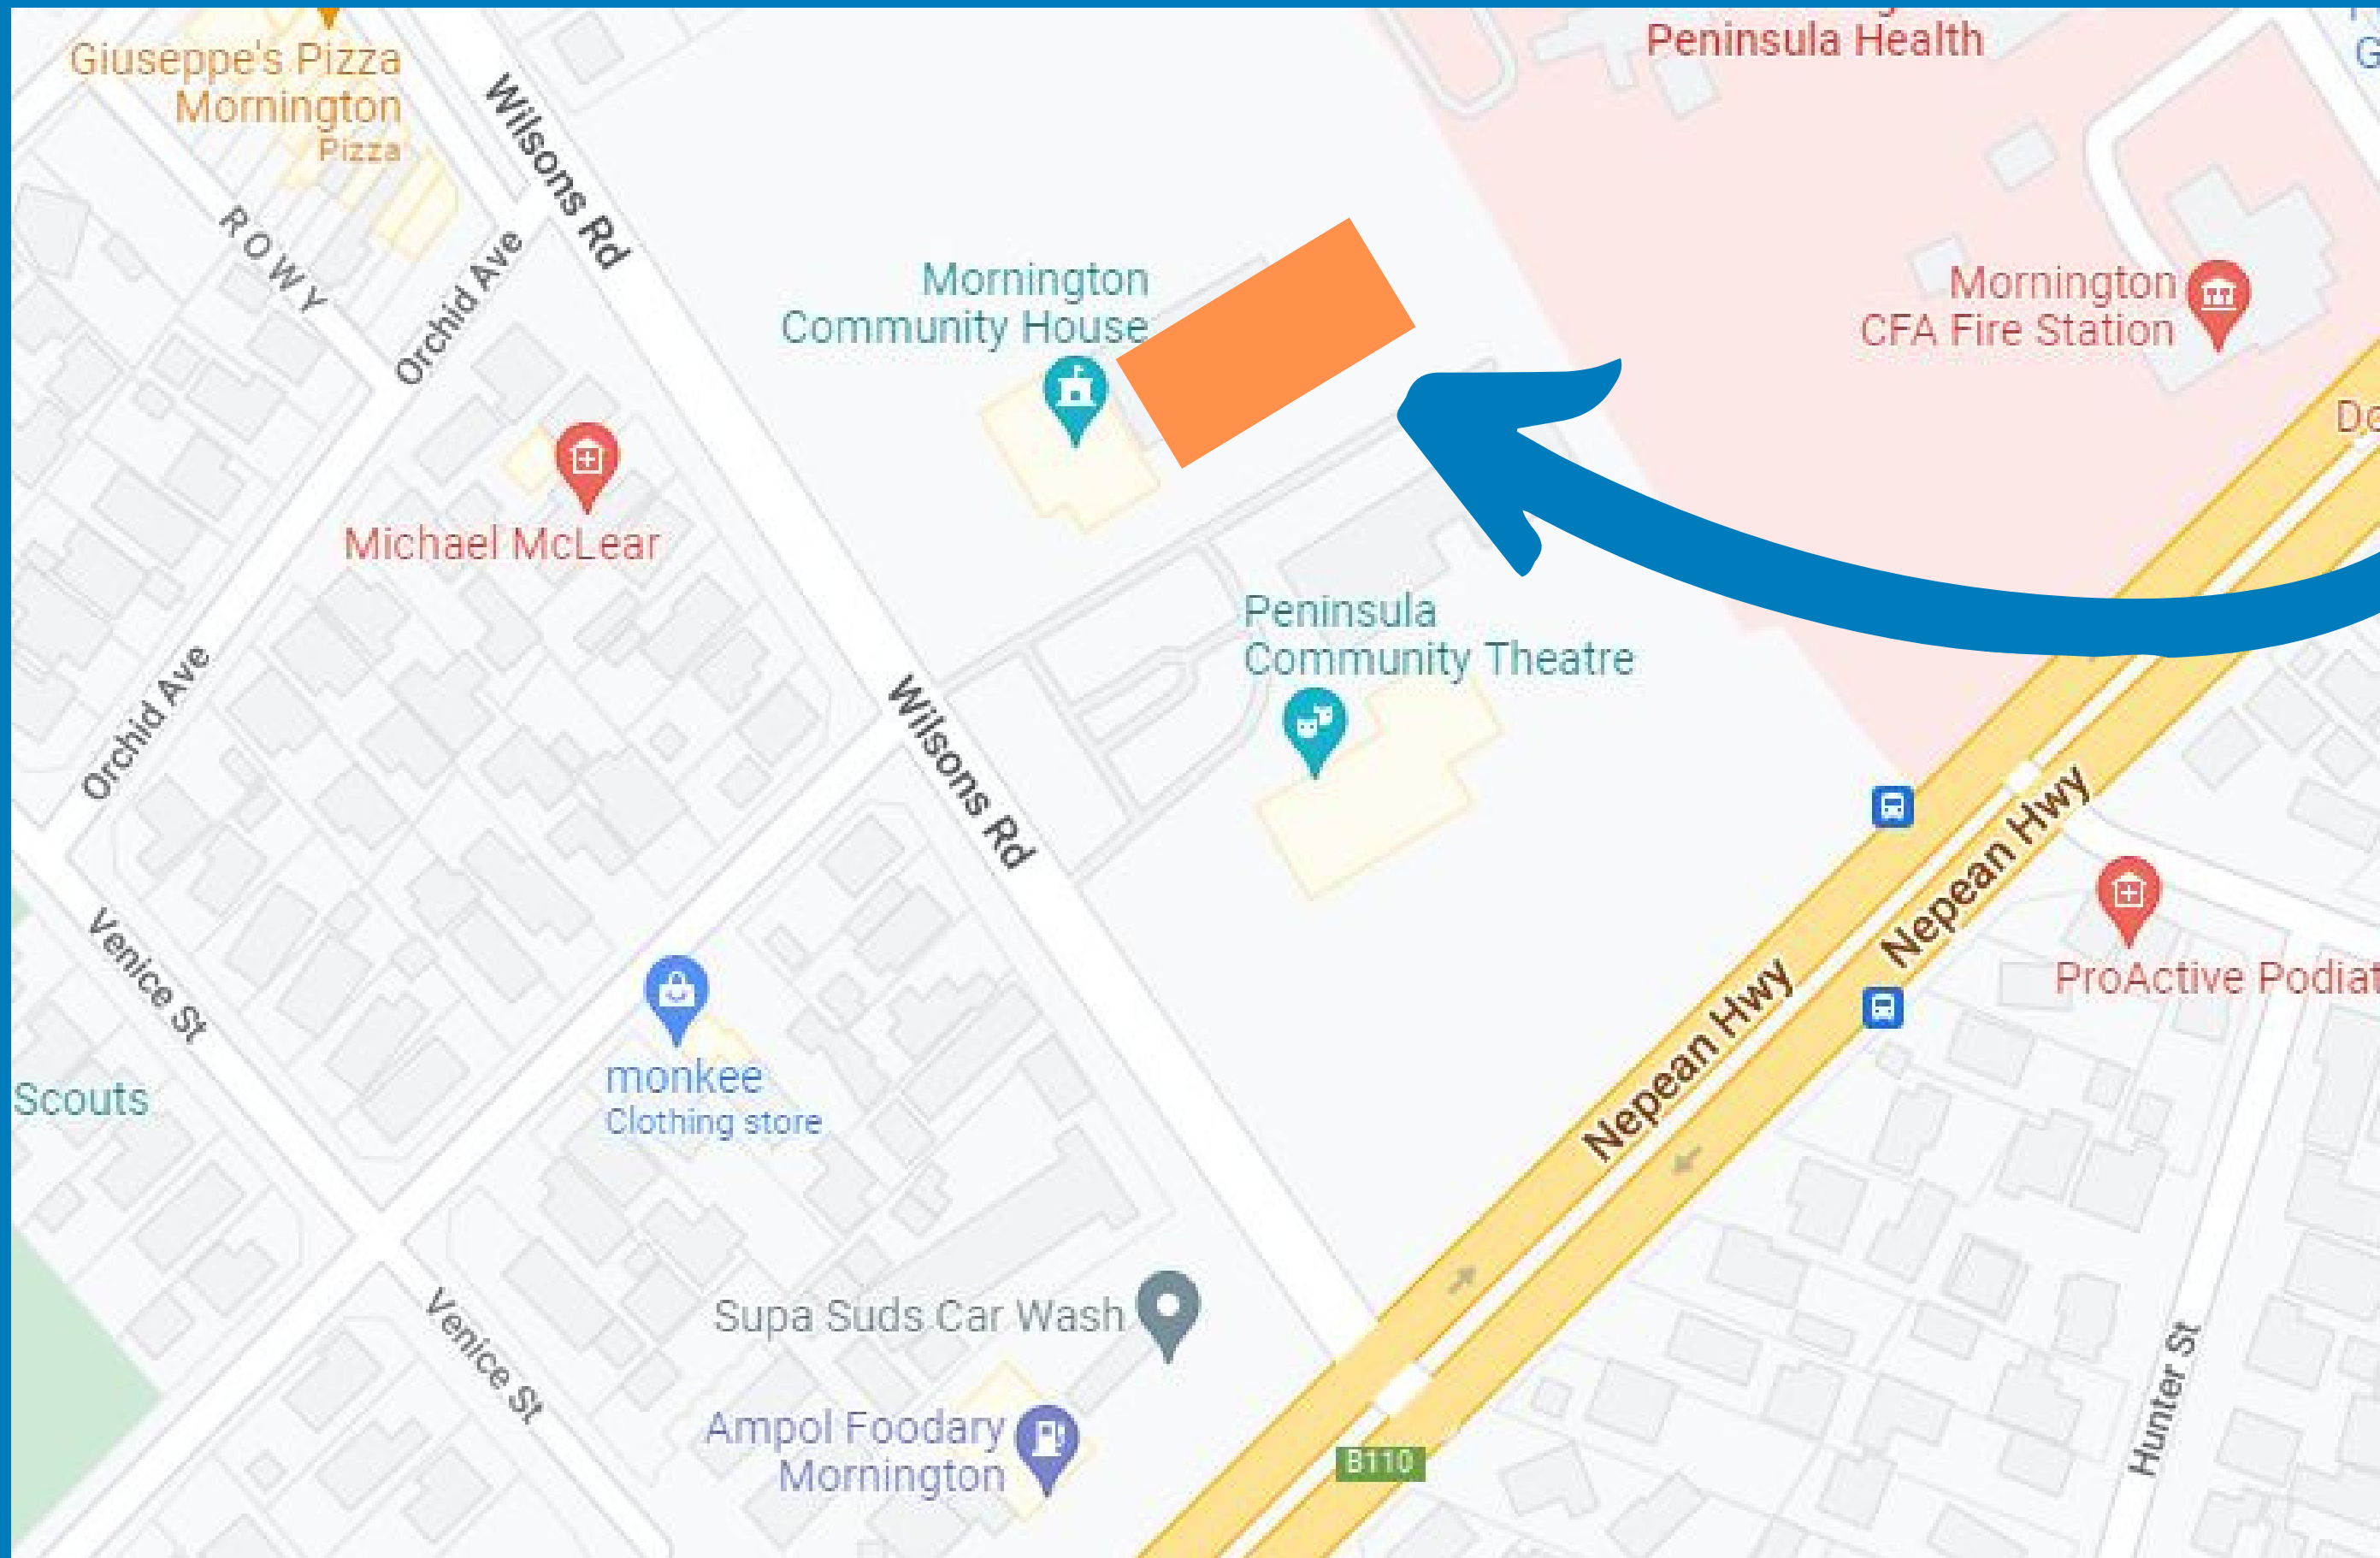 Giuseppe's Pizza
Mornington
Pizza
Wilsons Rd
Peninsula Health
G
R O W Y
Orchid Ave
Mornington
Community House
Mornington
CFA Fire Station
Do
Michael McLear
Peninsula
Community Theatre
Orchid Ave
Wilsons Rd
Nepean Hwy
Venice St
ProActive Podiat
Nepean Hwy
Scouts
monkee
Clothing store
Supa Suds Car Wash
Venice St
Hunter St
Ampol Foodary
Mornington
B110